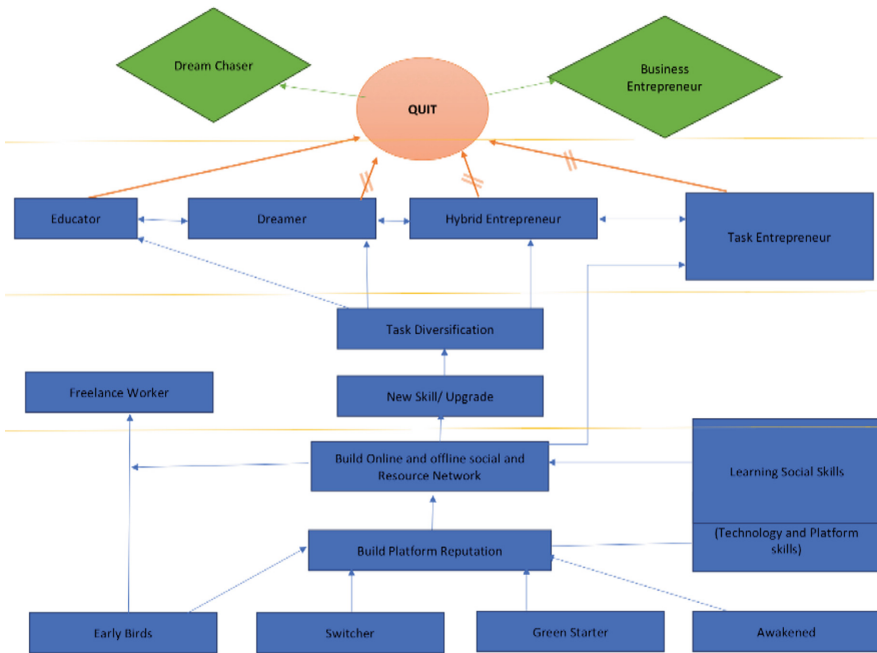 Dream Chaser
Business
Entrepreneur
QUIT
Educator
Dreamer
Hybrid Entrepreneur
Task Entrepreneur
Task Diversification
Freelance Worker
New Skill/ Upgrade
Build Online and offline social and
Resource Network
Learning Social Skills
(Technology and Platform
skills)
Build Platform Reputation
Early Birds
Switcher
Green Starter
Awakened